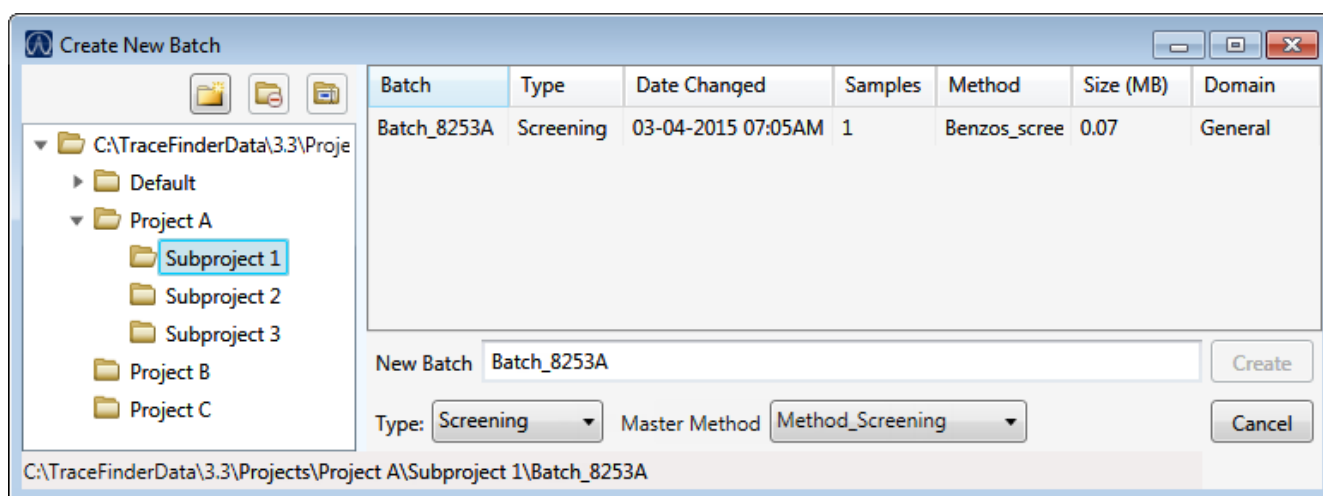 Create New Batch
Batch Type Date Changed Samples Method Size (MB) Domain
Batch_8253A Screening 03-04-2015 07:05AM 1 Benzos_scree 0.07 General
C:\TraceFinderData\3.3\Proje
Default
Project A
Subproject 1
Subproject 2
Subproject 3
Project B
Project C
New Batch Batch_8253A Create
Type: Screening Master Method Method_Screening Cancel
C:\TraceFinderData\3.3\Projects\Project A\Subproject 1\Batch_8253A